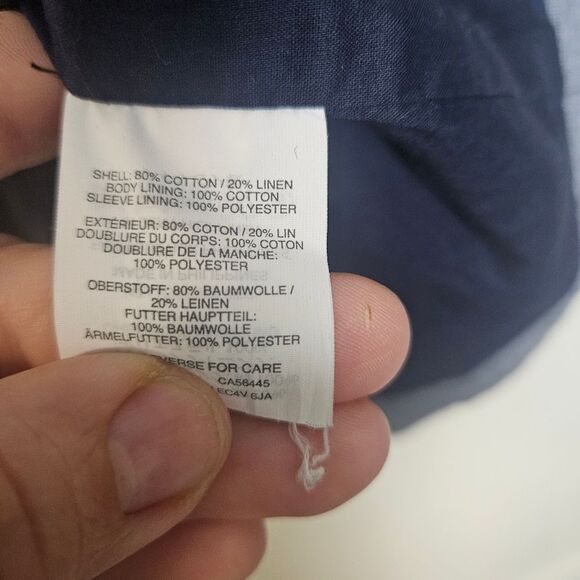 SHELL: 80% COTTON / 20% LINEN
BODY LINING: 100% COTTON
SLEEVE LINING: 100% POLYESTER
EXTÉRIEUR: 80% COTON / 20% LIN
DOUBLURE DU CORPS: 100% COTON
DOUBLURE DE LA MANCHE:
100% POLYESTER
OBERSTOFF: 80% BAUMWOLLE /
20% LEINEN
FUTTER HAUPTTEIL:
100% BAUMWOLLE
ÄRMELFUTTER: 100% POLYESTER
FOR CARE
CA56445
EC4V 6JA